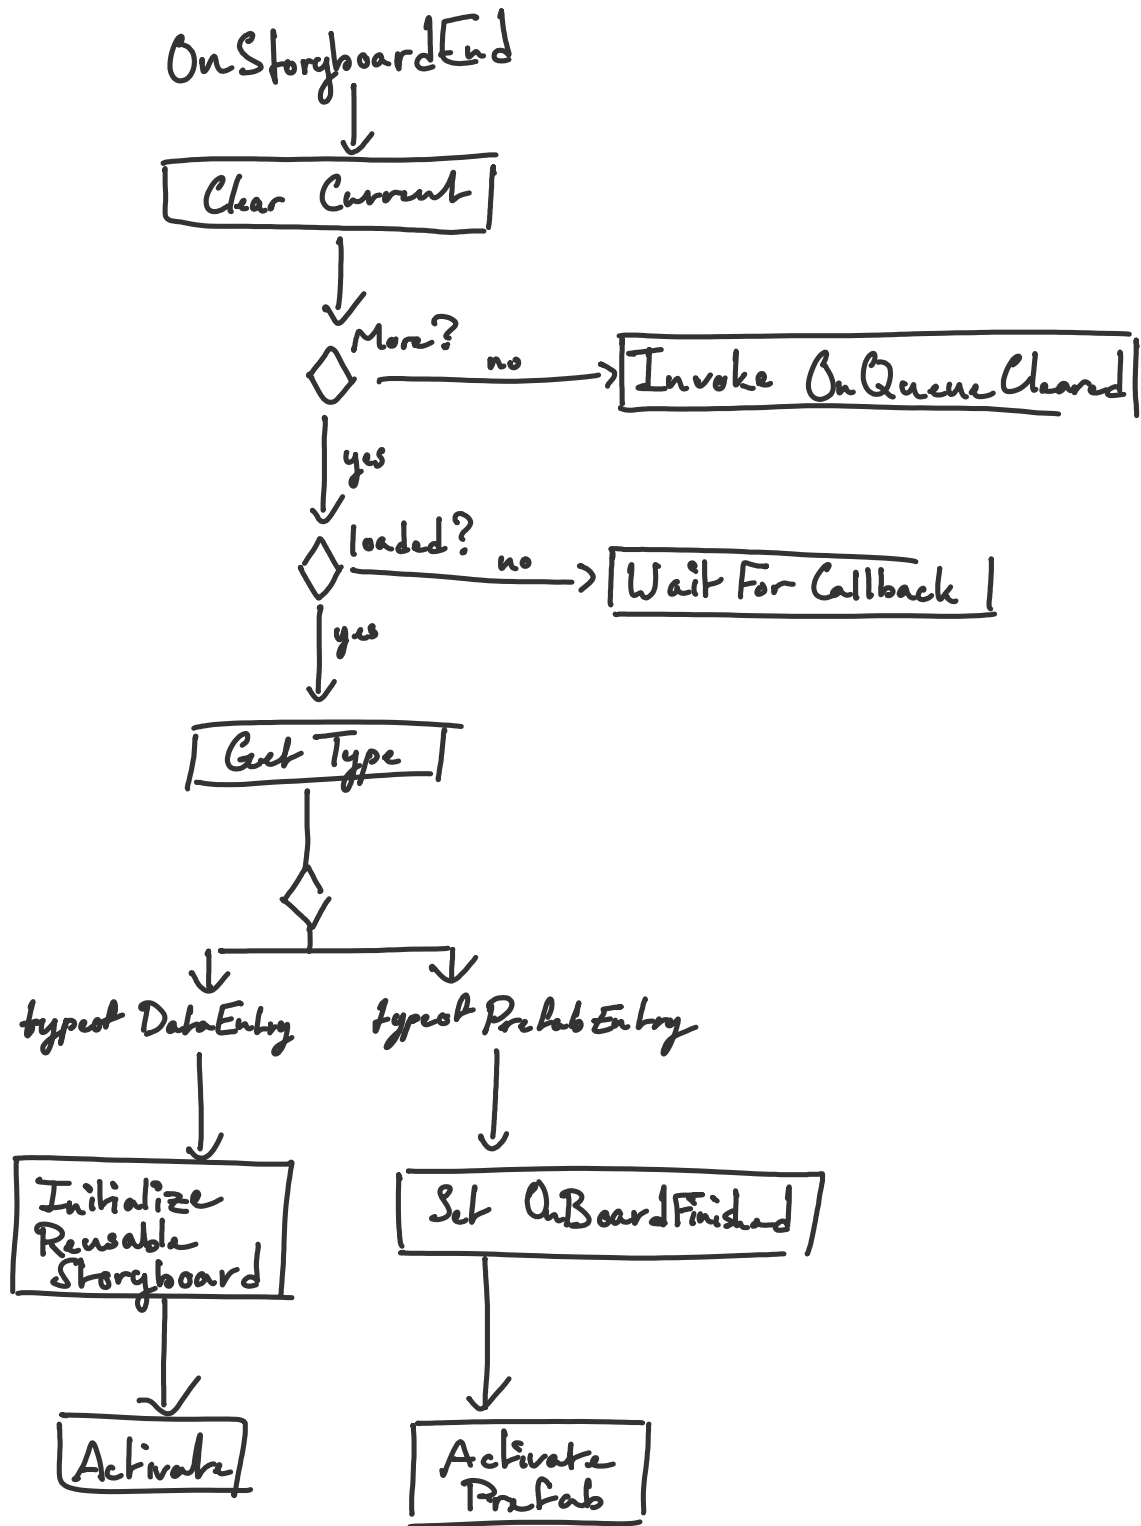 OnStoryboardEnd
Clear Current
More?
no
Invoke OnQueueCleared
yes
loaded?
no
Wait For Callback
yes
Get Type
typeof DataEntry
typeof PrefabEntry
Initialize
Reusable
Storyboard
Set OnBoardFinished
Activate
Activate
Prefab